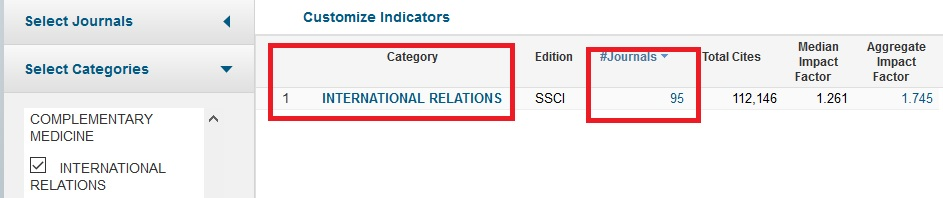 Select Journals
Select Categories
COMPLEMENTARY
MEDICINE
INTERNATIONAL
RELATIONS
Customize Indicators
Category Edition #Journals Total Cites Median Impact Factor Aggregate Impact Factor
1 INTERNATIONAL RELATIONS SSCI 95 112,146 1.261 1.745